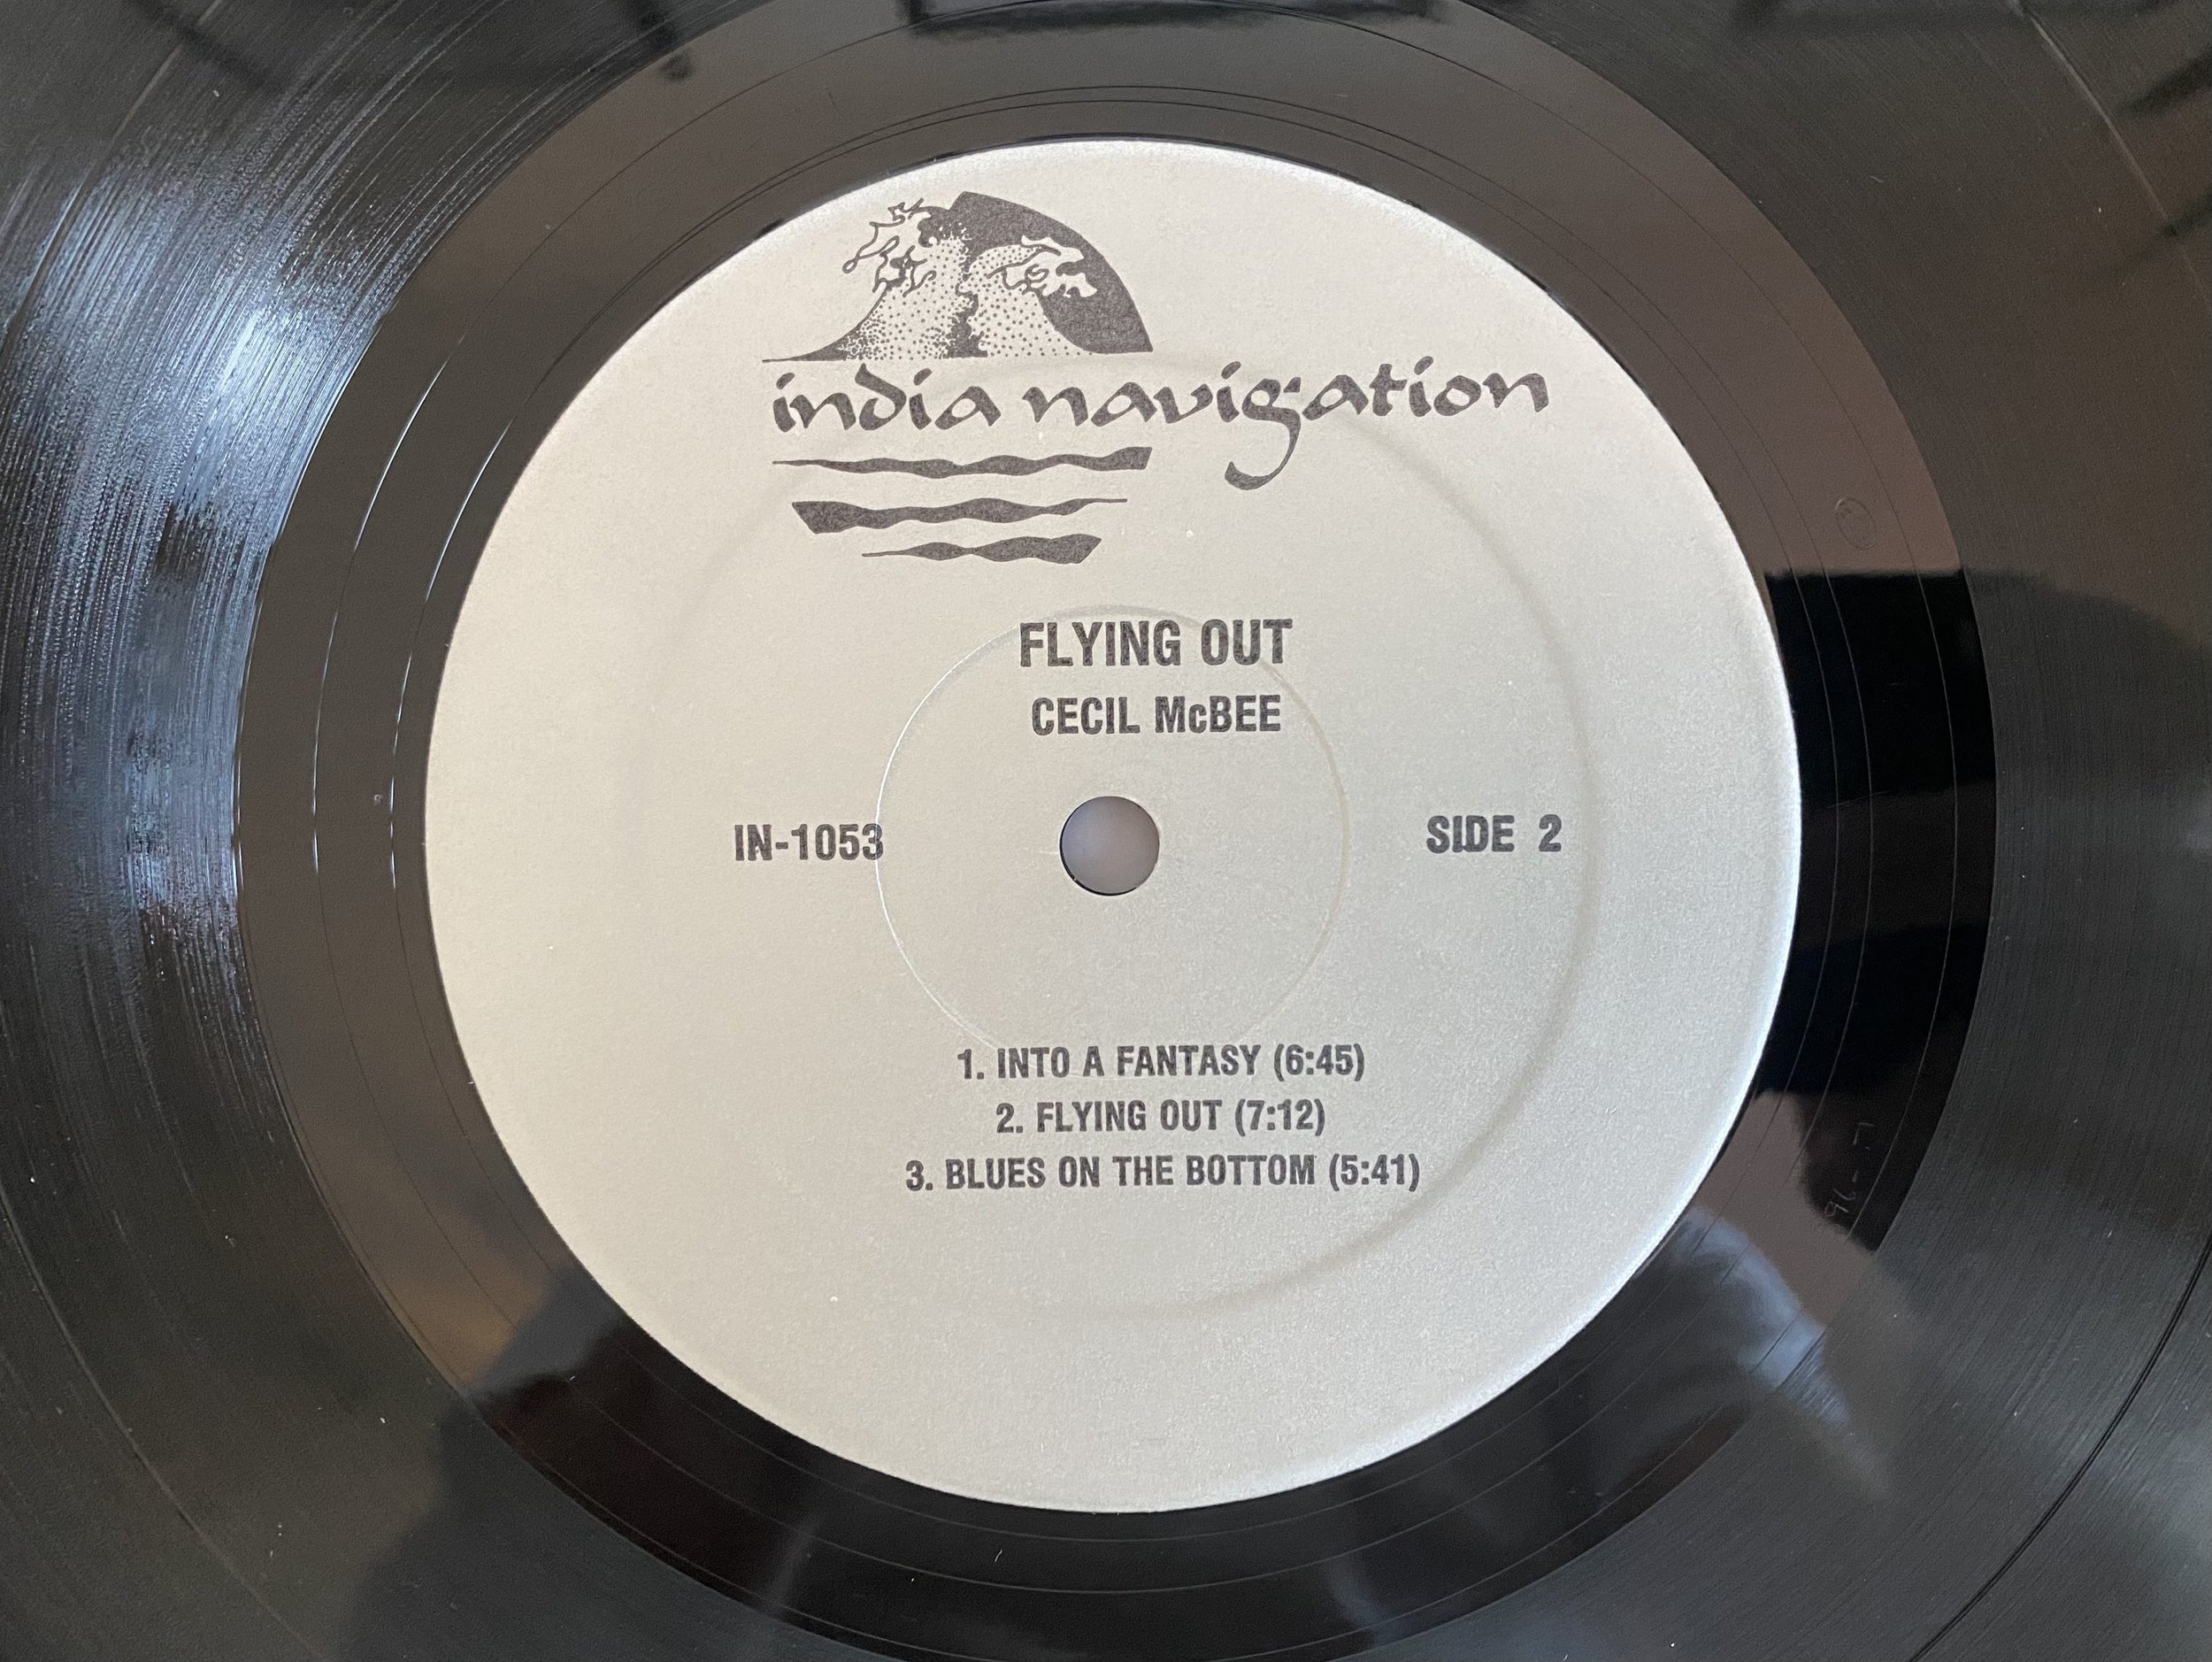 india navigation
FLYING OUT
CECIL McBEE
IN-1053
SIDE 2
1. INTO A FANTASY (6:45)
2. FLYING OUT (7:12)
3. BLUES ON THE BOTTOM (5:41)